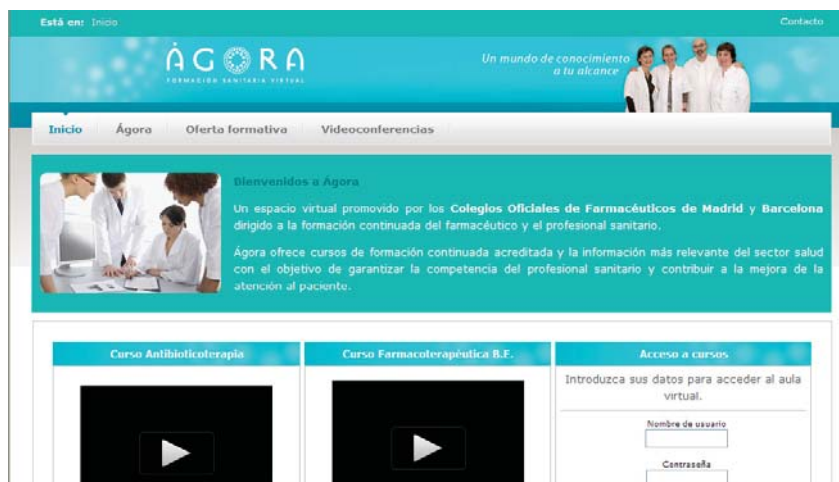 Está en: Inicio
Contacto
ÀGORA
FORMACIÓN SANITARIA VIRTUAL
Un mundo de conocimiento
a tu alcance
Inicio Ágora Oferta formativa Videoconferencias
Bienvenidos a Ágora
Un espacio virtual promovido por los Colegios Oficiales de Farmacéuticos de Madrid y Barcelona
dirigido a la formación continuada del farmacéutico y el profesional sanitario.
Ágora ofrece cursos de formación continuada acreditada y la información más relevante del sector salud
con el objetivo de garantizar la competencia del profesional sanitario y contribuir a la mejora de la
atención al paciente.
Curso Antibioticoterapia
Curso Farmacoterapéutica B.E.
Acceso a cursos
Introduzca sus datos para acceder al aula
virtual.
Nombre de usuario
Contraseña